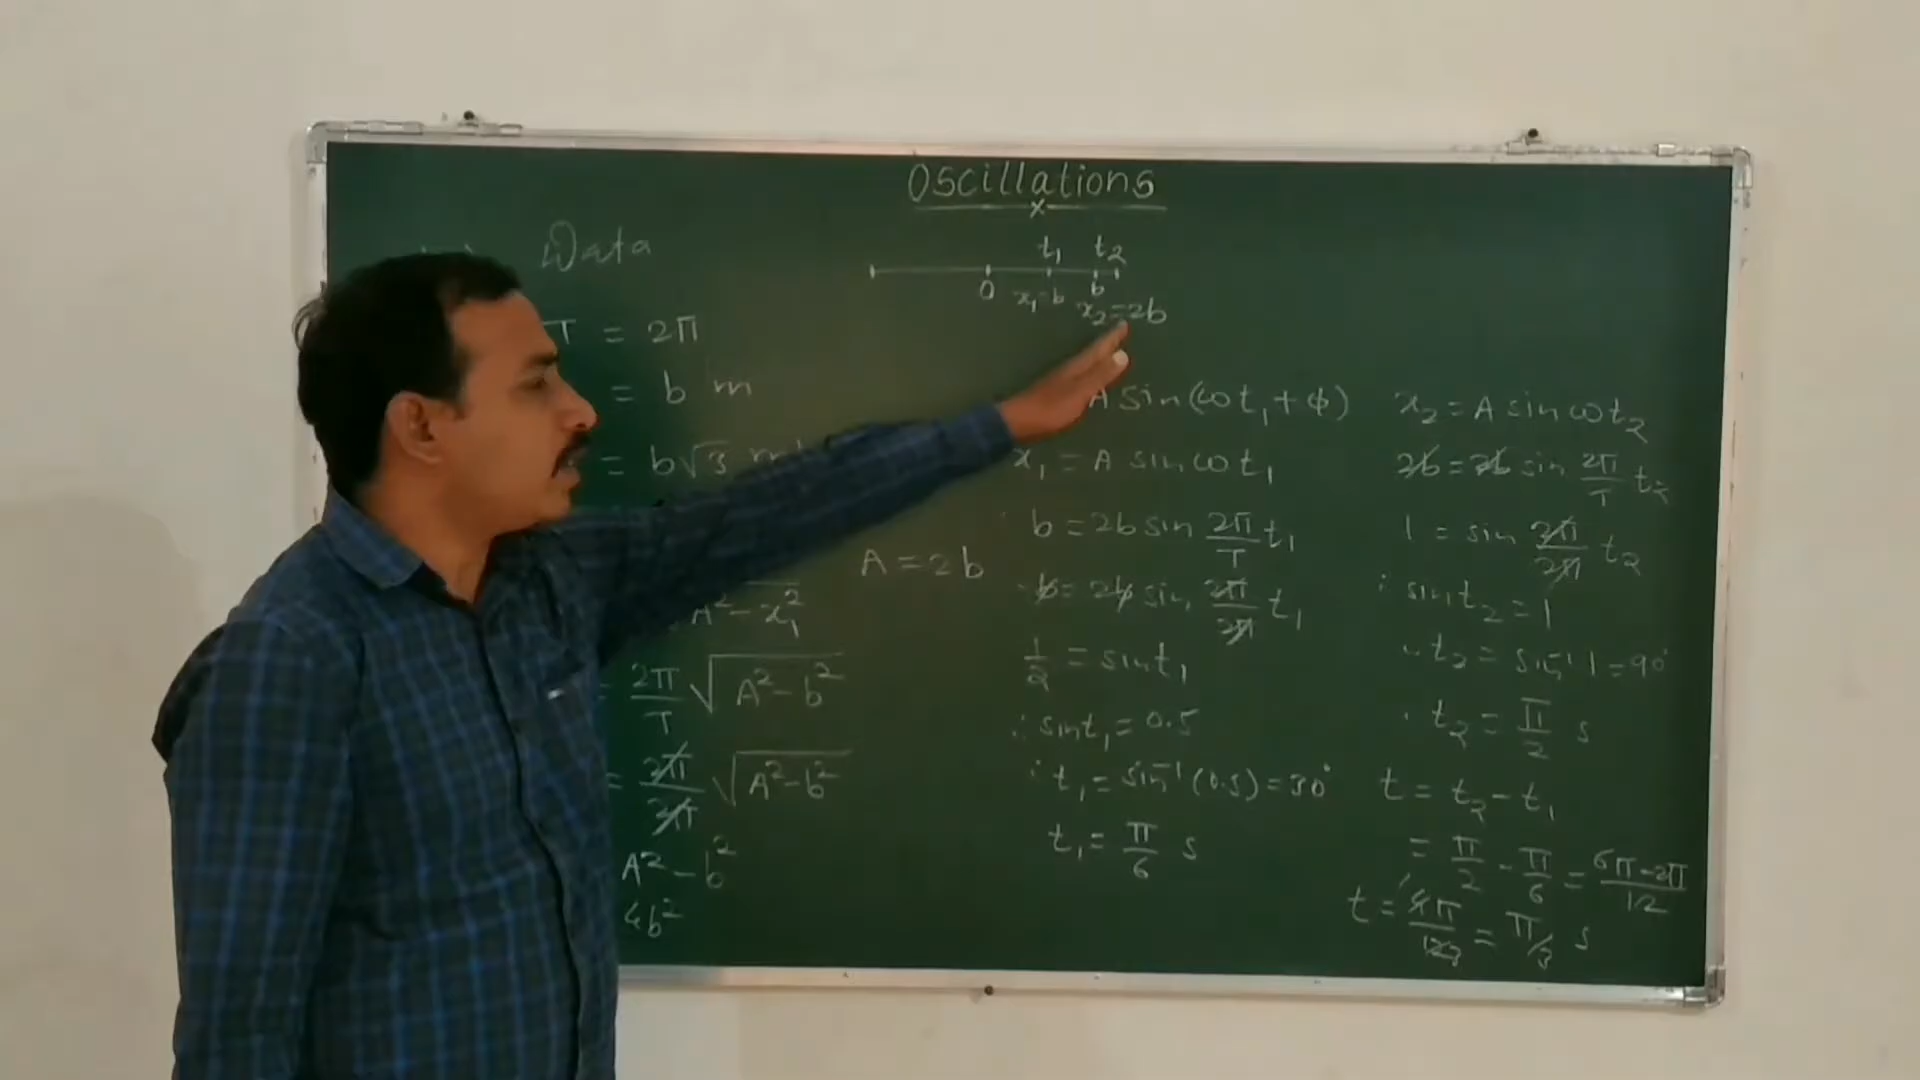 Oscillations
x
Data
t₁ t₂
0 x₁=b b
x₂=2b
T = 2π
= b m
= b√3 m
A = 2b
A² - x₁²
= 2π/T √A²-b²
= 2π/2π √A²-b²
A² - b²
4b²
A sin(ωt₁+φ)
x₁ = A sin ωt₁
b = 2b sin 2π/T t₁
b = 2b sin 2π/2π t₁
1/2 = sin t₁
∴ sin t₁ = 0.5
∴ t₁ = sin⁻¹(0.5) = 30°
t₁ = π/6 s
x₂ = A sin ωt₂
2b = 2b sin 2π/T t₂
1 = sin 2π/2π t₂
∴ sin t₂ = 1
∴ t₂ = sin⁻¹ 1 = 90°
∴ t₂ = π/2 s
t = t₂ - t₁
= π/2 - π/6 = 6π-2π/12
t = 4π/12 3 = π/3 s